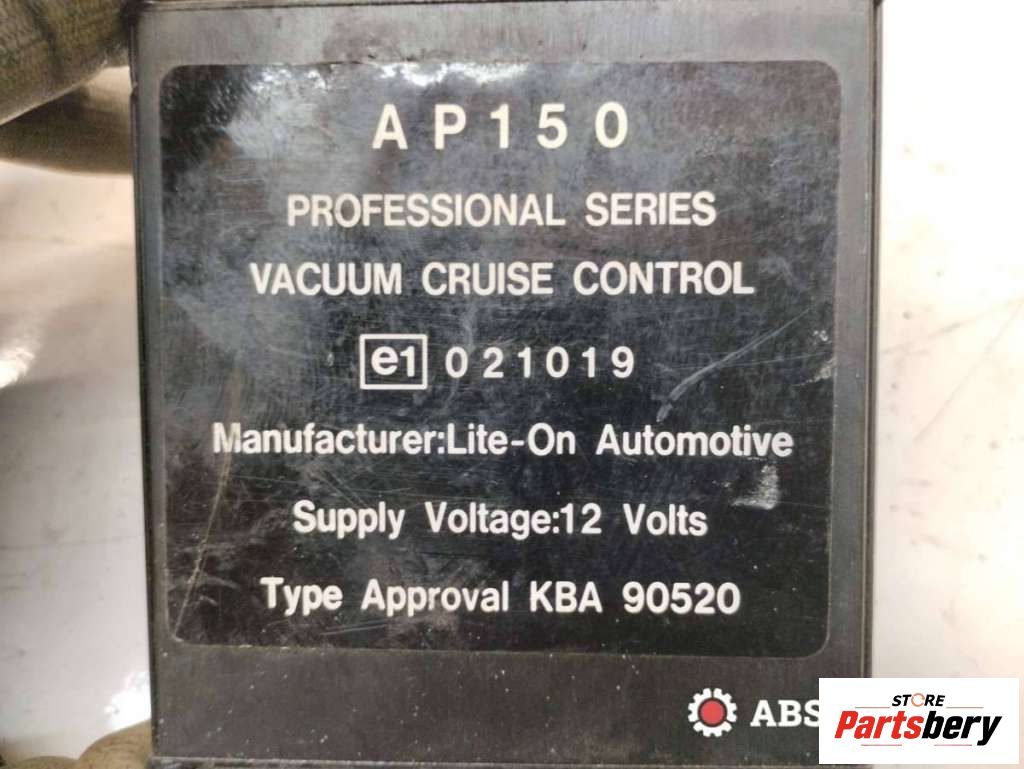 AP150
PROFESSIONAL SERIES
VACUUM CRUISE CONTROL
e1 021019
Manufacturer:Lite-On Automotive
Supply Voltage:12 Volts
Type Approval KBA 90520
ABS
STORE
Partsbery